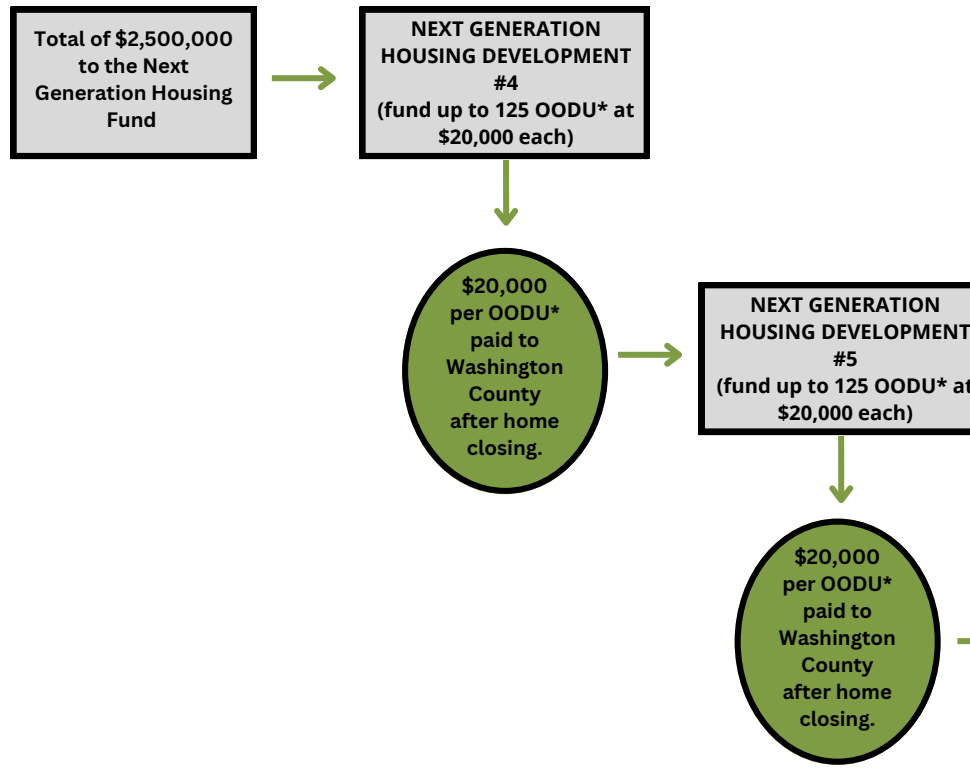 Total of $2,500,000
to the Next
Generation Housing
Fund
NEXT GENERATION
HOUSING DEVELOPMENT
#4
(fund up to 125 OODU* at
$20,000 each)
$20,000
per OODU*
paid to
Washington
County
after home
closing.
NEXT GENERATION
HOUSING DEVELOPMENT
#5
(fund up to 125 OODU* at
$20,000 each)
$20,000
per OODU*
paid to
Washington
County
after home
closing.